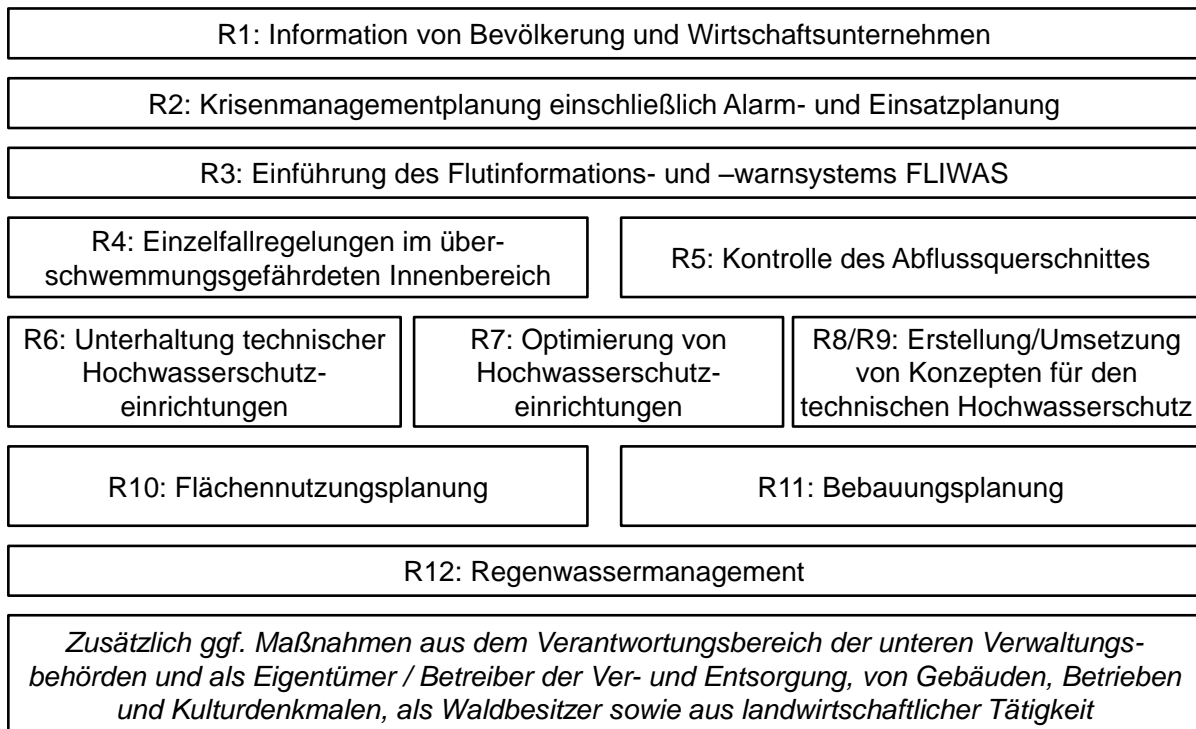 R1: Information von Bevölkerung und Wirtschaftsunternehmen
R2: Krisenmanagementplanung einschließlich Alarm- und Einsatzplanung
R3: Einführung des Flutinformations- und –warnsystems FLIWAS
R4: Einzelfallregelungen im über-
schwemmungsgefährdeten Innenbereich
R5: Kontrolle des Abflussquerschnittes
R6: Unterhaltung technischer
Hochwasserschutz-
einrichtungen
R7: Optimierung von
Hochwasserschutz-
einrichtungen
R8/R9: Erstellung/Umsetzung
von Konzepten für den
technischen Hochwasserschutz
R10: Flächennutzungsplanung
R11: Bebauungsplanung
R12: Regenwassermanagement
Zusätzlich ggf. Maßnahmen aus dem Verantwortungsbereich der unteren Verwaltungs-
behörden und als Eigentümer / Betreiber der Ver- und Entsorgung, von Gebäuden, Betrieben
und Kulturdenkmalen, als Waldbesitzer sowie aus landwirtschaftlicher Tätigkeit